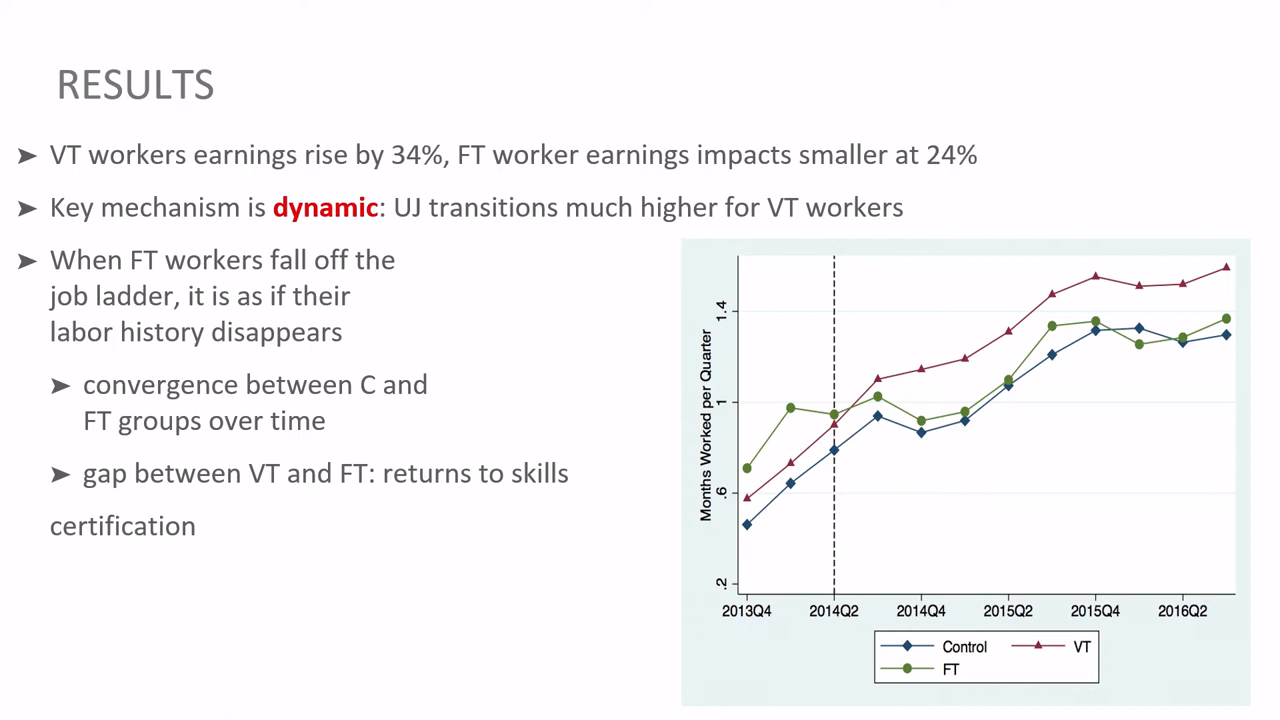 RESULTS
➤ VT workers earnings rise by 34%, FT worker earnings impacts smaller at 24%
➤ Key mechanism is dynamic: UJ transitions much higher for VT workers
➤ When FT workers fall off the
job ladder, it is as if their
labor history disappears
➤ convergence between C and
FT groups over time
➤ gap between VT and FT: returns to skills
certification
Months Worked per Quarter
1.4
1
.6
.2
2013Q4 2014Q2 2014Q4 2015Q2 2015Q4 2016Q2
Control VT
FT